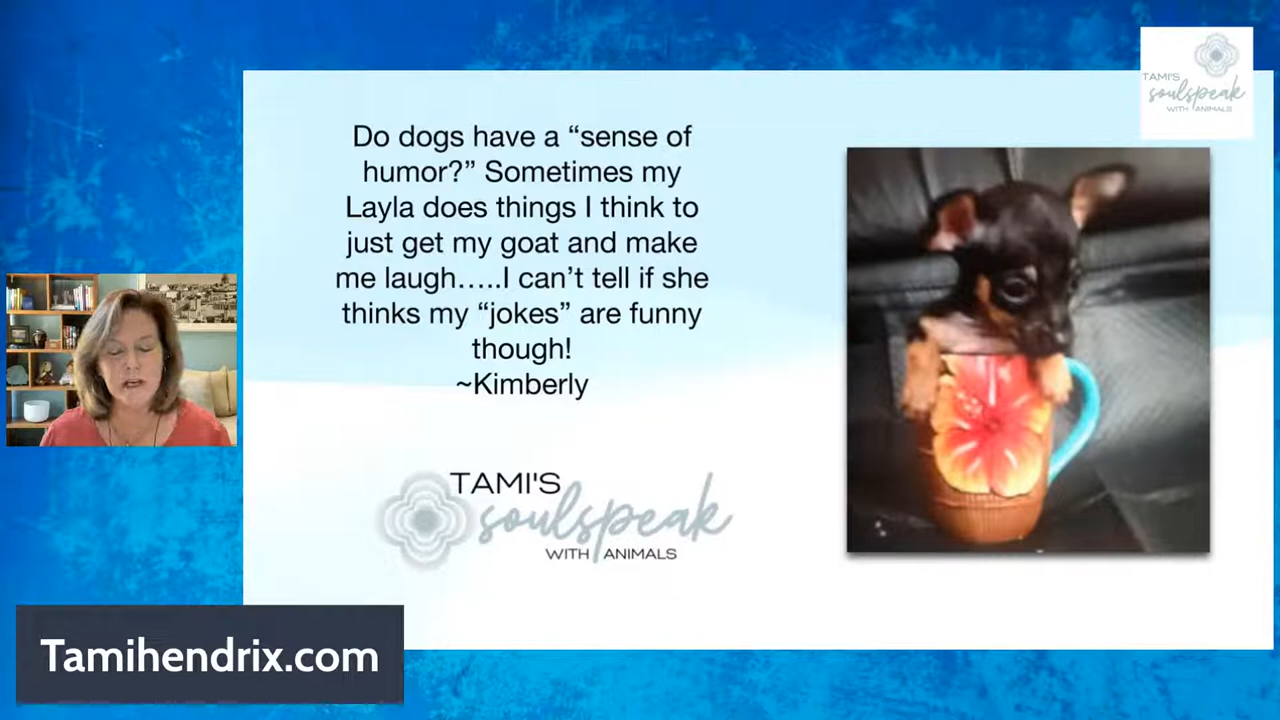 TAMI'S
soulspeak
WITH ANIMALS
Do dogs have a “sense of
humor?” Sometimes my
Layla does things I think to
just get my goat and make
me laugh…..I can’t tell if she
thinks my “jokes” are funny
though!
~Kimberly
TAMI'S
soulspeak
WITH ANIMALS
Tamihendrix.com